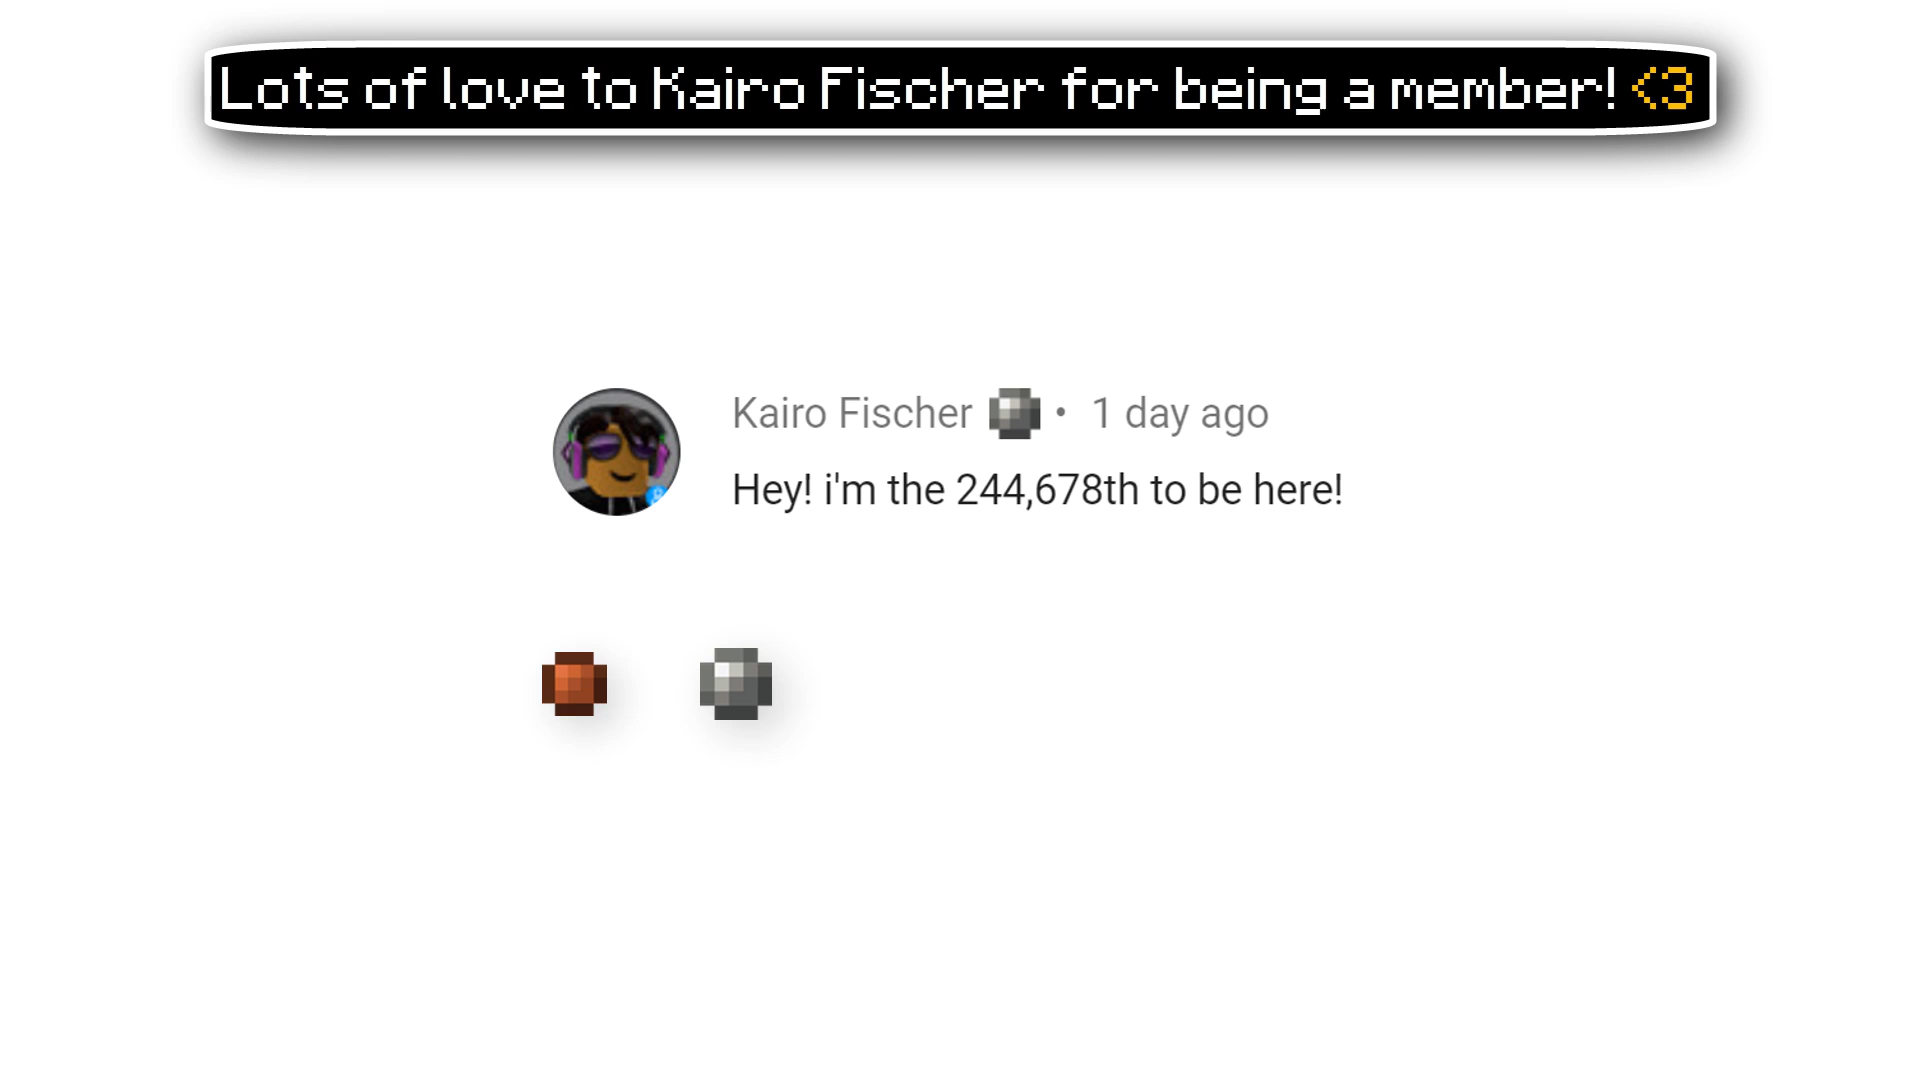 Lots of love to Kairo Fischer for being a member! <3
Kairo Fischer • 1 day ago
Hey! i'm the 244,678th to be here!